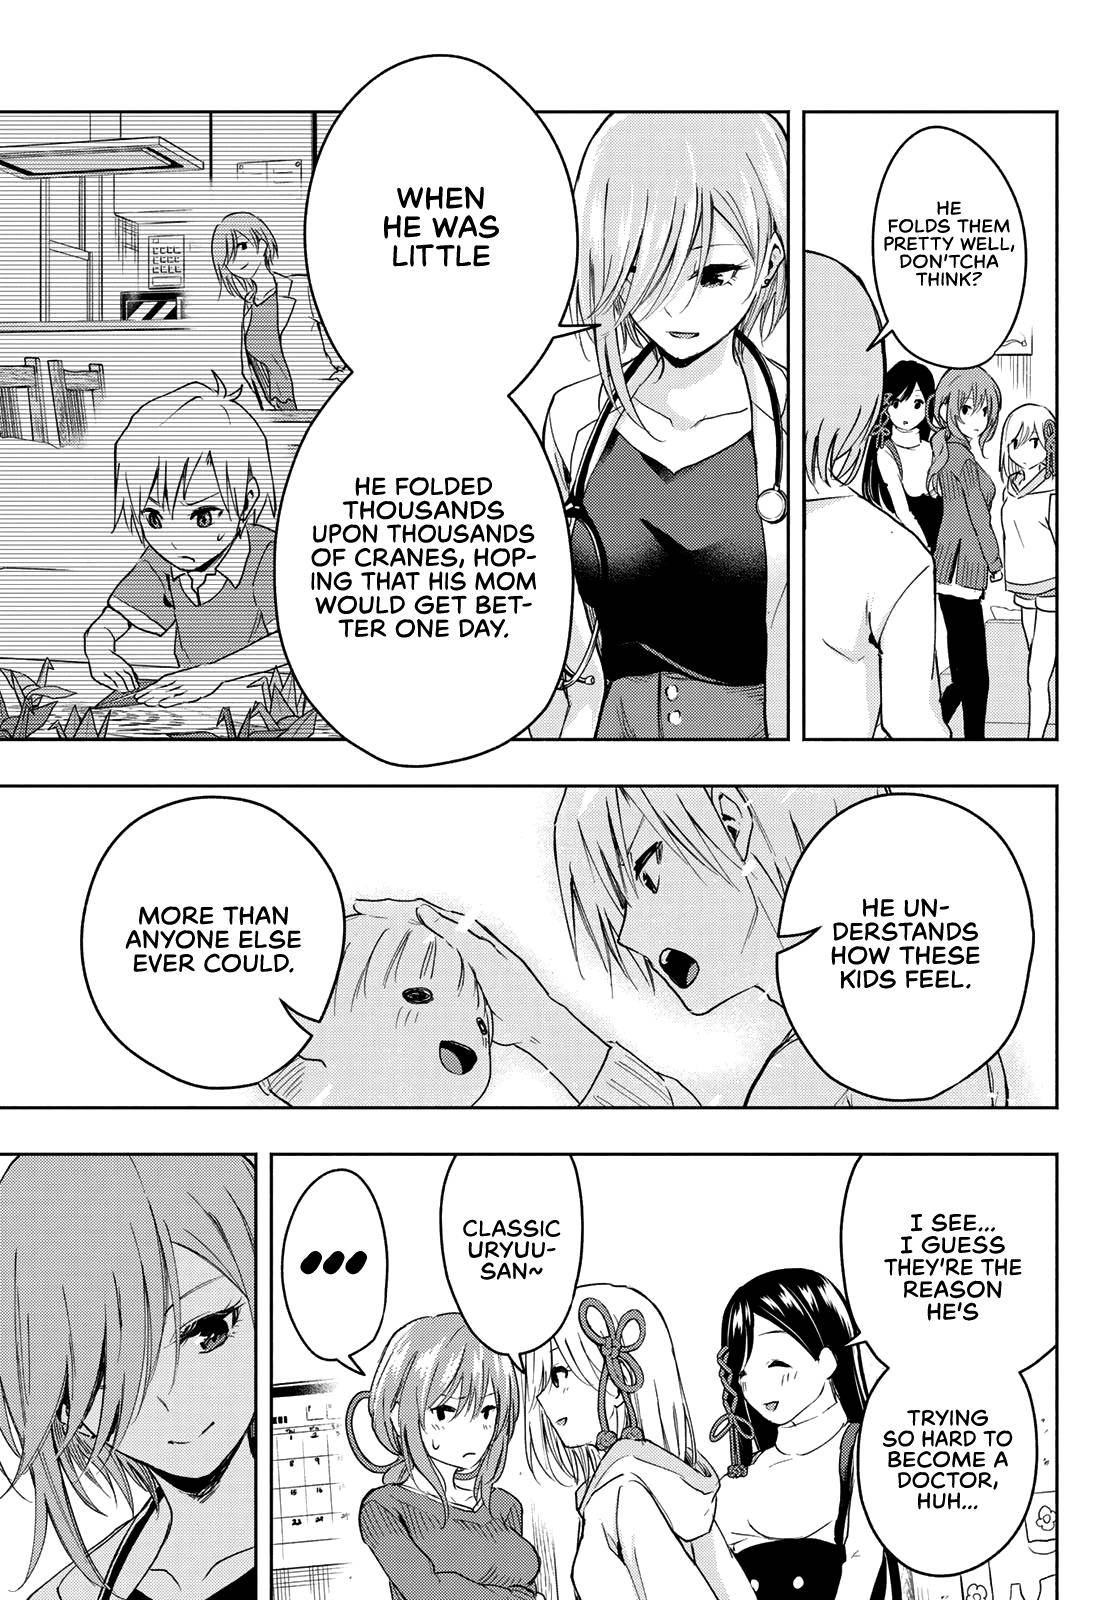 HE
FOLDS THEM
PRETTY WELL,
DON'TCHA
THINK?
WHEN
HE WAS
LITTLE
HE FOLDED
THOUSANDS
UPON THOUSANDS
OF CRANES, HOP-
ING THAT HIS MOM
WOULD GET BET-
TER ONE DAY.
HE UN-
DERSTANDS
HOW THESE
KIDS FEEL.
MORE THAN
ANYONE ELSE
EVER COULD.
I SEE...
I GUESS
THEY'RE THE
REASON
HE'S
TRYING
SO HARD TO
BECOME A
DOCTOR,
HUH...
CLASSIC
URYUU-
SAN~
...